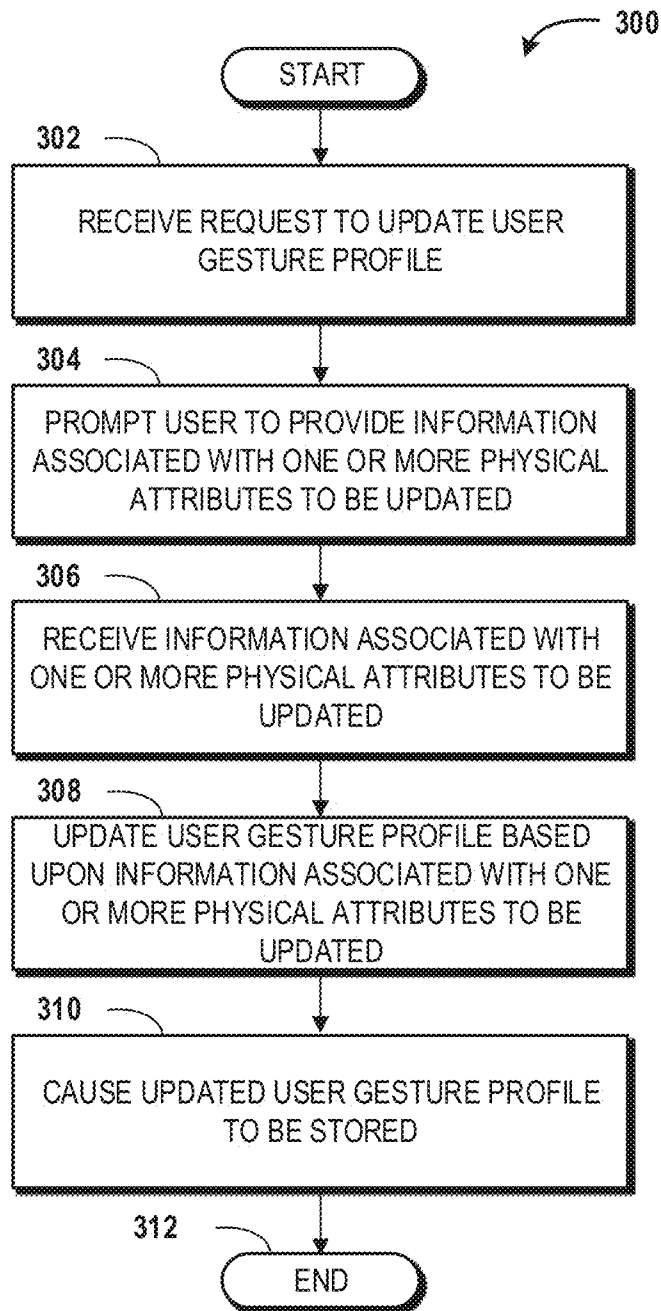 300
START
302
RECEIVE REQUEST TO UPDATE USER
GESTURE PROFILE
304
PROMPT USER TO PROVIDE INFORMATION
ASSOCIATED WITH ONE OR MORE PHYSICAL
ATTRIBUTES TO BE UPDATED
306
RECEIVE INFORMATION ASSOCIATED WITH
ONE OR MORE PHYSICAL ATTRIBUTES TO BE
UPDATED
308
UPDATE USER GESTURE PROFILE BASED
UPON INFORMATION ASSOCIATED WITH ONE
OR MORE PHYSICAL ATTRIBUTES TO BE
UPDATED
310
CAUSE UPDATED USER GESTURE PROFILE
TO BE STORED
312
END